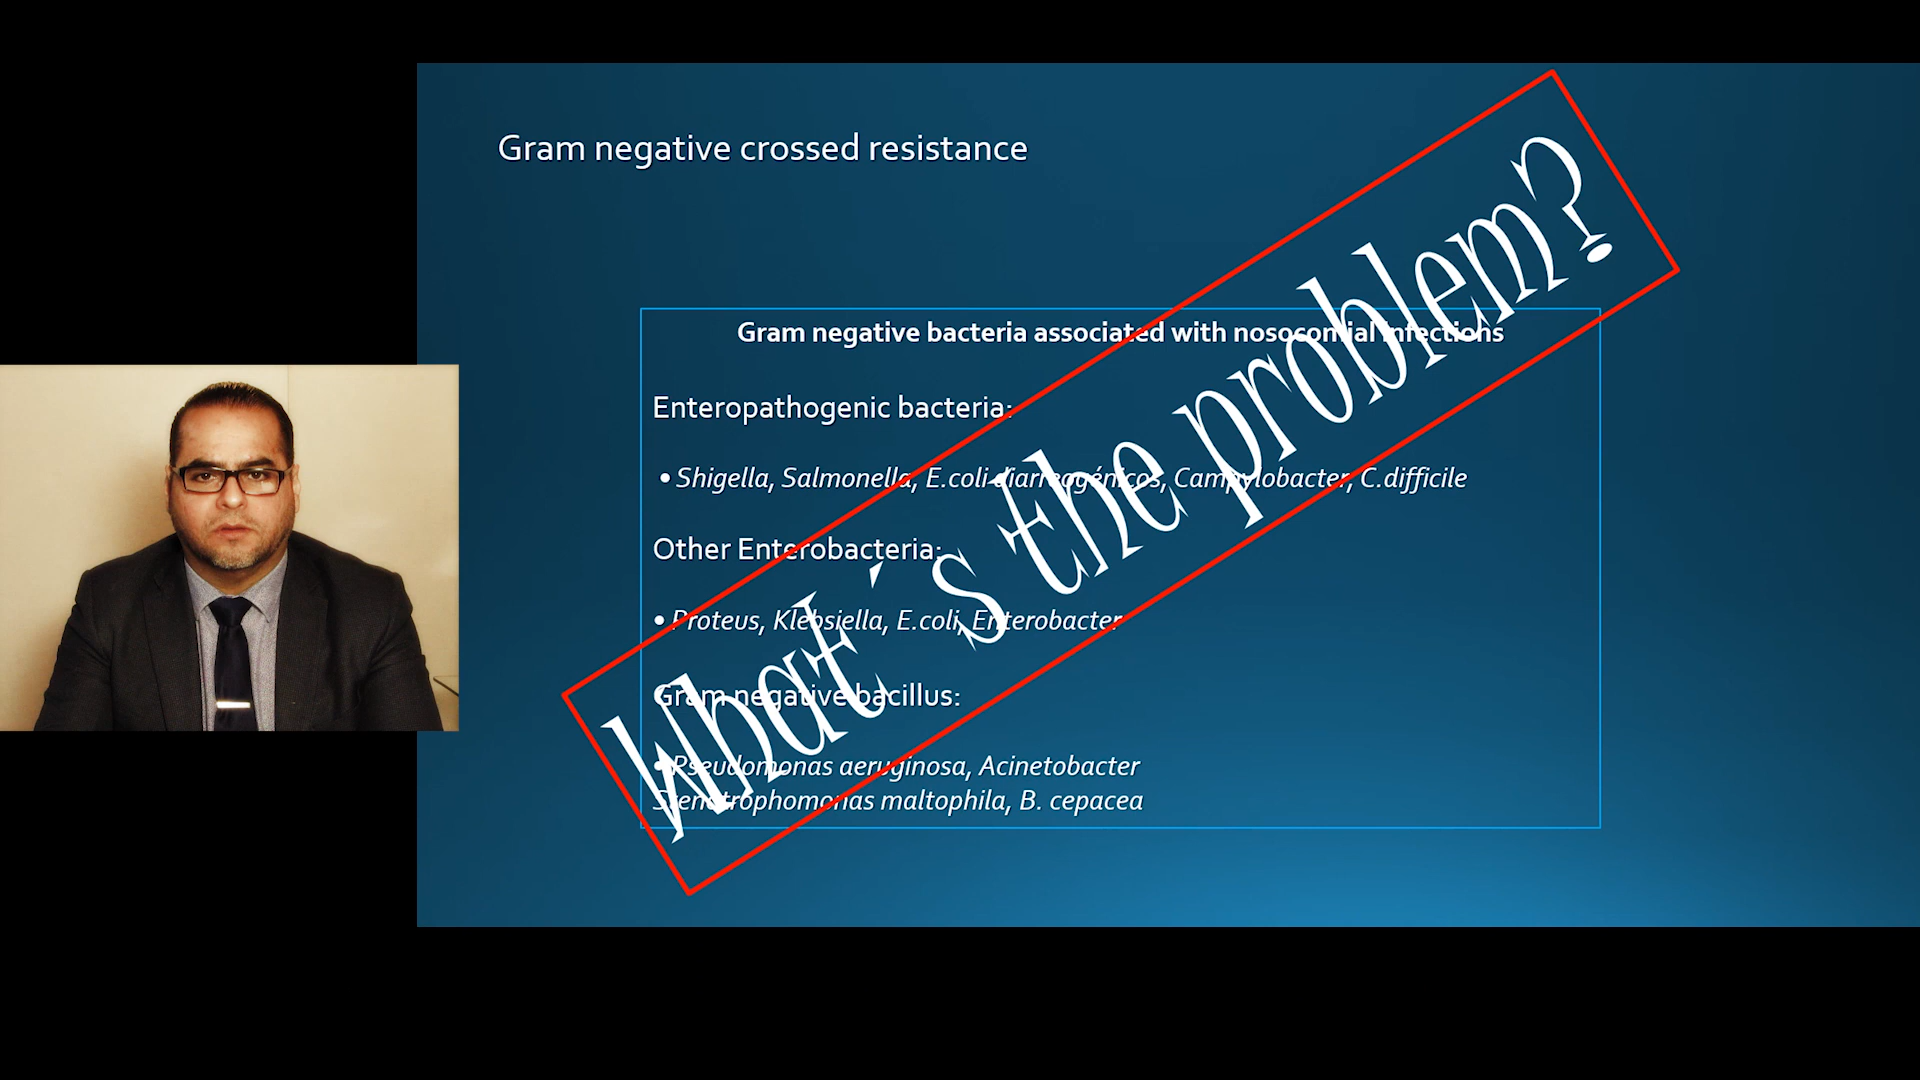 Gram negative crossed resistance
Gram negative bacteria associated with nosocomial infections
Enteropathogenic bacteria:
• Shigella, Salmonella, E.coli diarreogénicos, Campylobacter, C.difficile
Other Enterobacteria:
• Proteus, Klebsiella, E.coli, Enterobacter
Gram negative bacillus:
• Pseudomonas aeruginosa, Acinetobacter
Stenotrophomonas maltophila, B. cepacea
What´s the problem?